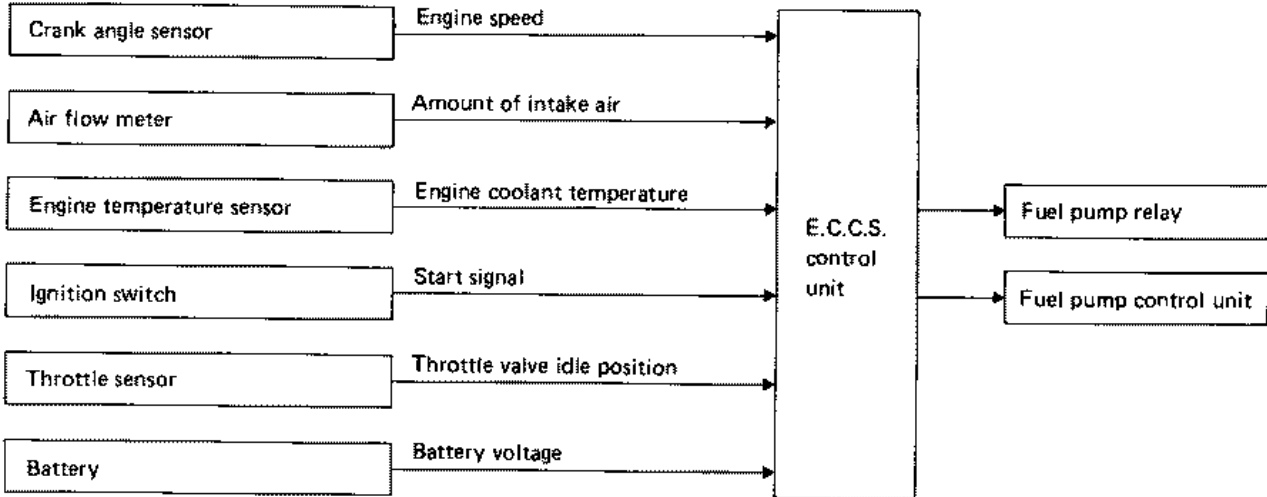 Crank angle sensor
Engine speed
Air flow meter
Amount of intake air
Engine temperature sensor
Engine coolant temperature
Ignition switch
Start signal
Throttle sensor
Throttle valve idle position
Battery
Battery voltage
E.C.C.S.
control
unit
Fuel pump relay
Fuel pump control unit